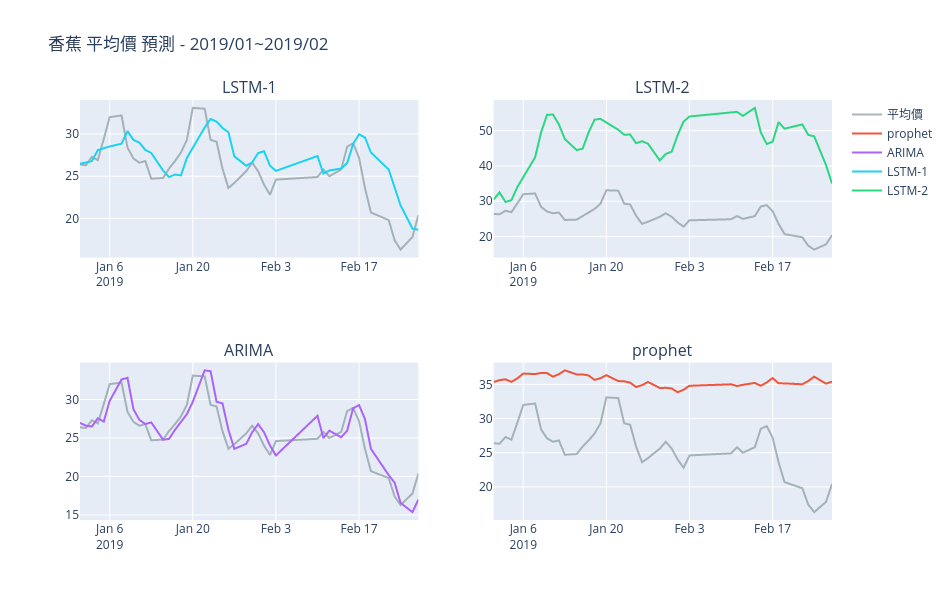 香蕉 平均價 預測 - 2019/01~2019/02
LSTM-1
30
25
20
Jan 6
2019
Jan 20
Feb 3
Feb 17
LSTM-2
50
40
30
20
Jan 6
2019
Jan 20
Feb 3
Feb 17
平均價
prophet
ARIMA
LSTM-1
LSTM-2
ARIMA
30
25
20
15
Jan 6
2019
Jan 20
Feb 3
Feb 17
prophet
35
30
25
20
Jan 6
2019
Jan 20
Feb 3
Feb 17